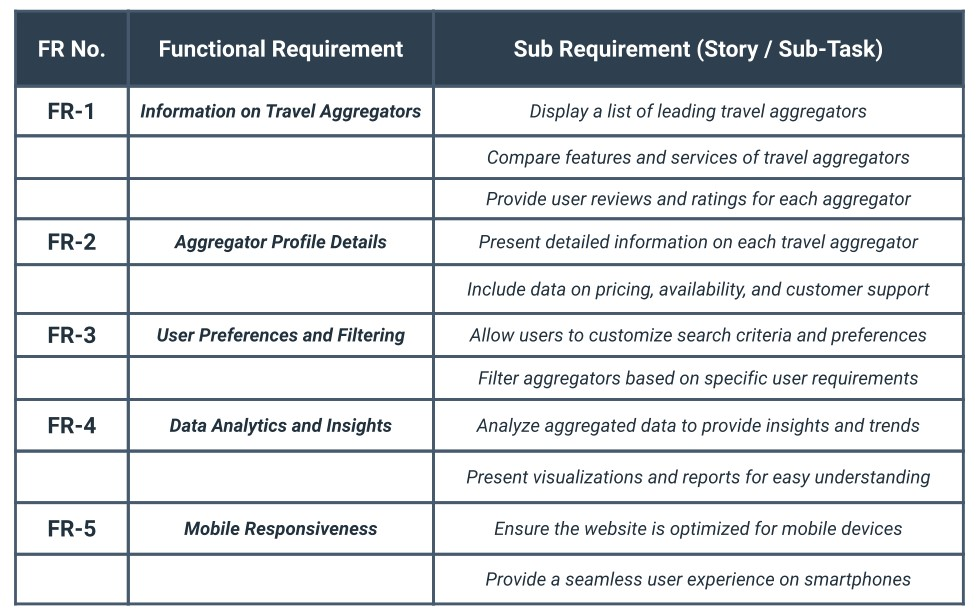 FR No. Functional Requirement Sub Requirement (Story / Sub-Task)
FR-1 Information on Travel Aggregators Display a list of leading travel aggregators
Compare features and services of travel aggregators
Provide user reviews and ratings for each aggregator
FR-2 Aggregator Profile Details Present detailed information on each travel aggregator
Include data on pricing, availability, and customer support
FR-3 User Preferences and Filtering Allow users to customize search criteria and preferences
Filter aggregators based on specific user requirements
FR-4 Data Analytics and Insights Analyze aggregated data to provide insights and trends
Present visualizations and reports for easy understanding
FR-5 Mobile Responsiveness Ensure the website is optimized for mobile devices
Provide a seamless user experience on smartphones